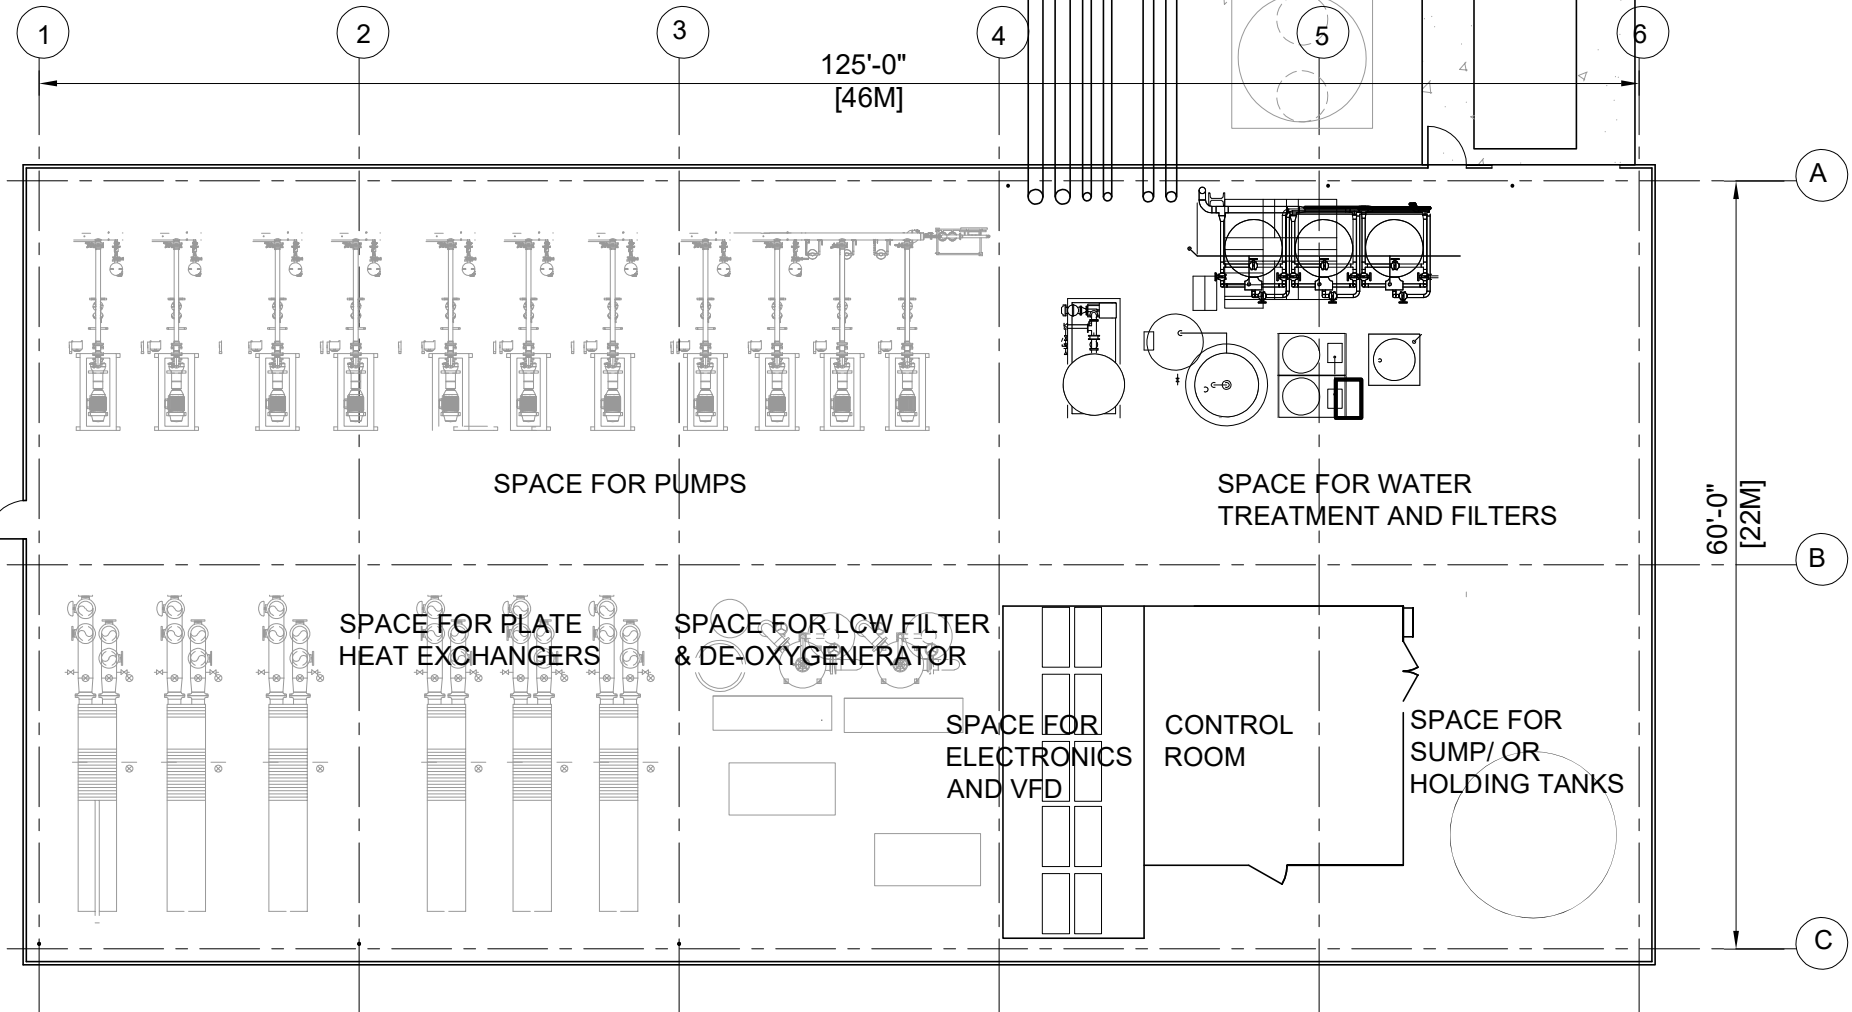 1
2
3
4
5
6
125'-0"
[46M]
A
SPACE FOR PUMPS
SPACE FOR WATER
TREATMENT AND FILTERS
60'-0"
[22M]
B
SPACE FOR PLATE
HEAT EXCHANGERS
SPACE FOR LCW FILTER
& DE-OXYGENERATOR
SPACE FOR
ELECTRONICS
AND VFD
CONTROL
ROOM
SPACE FOR
SUMP/ OR
HOLDING TANKS
C